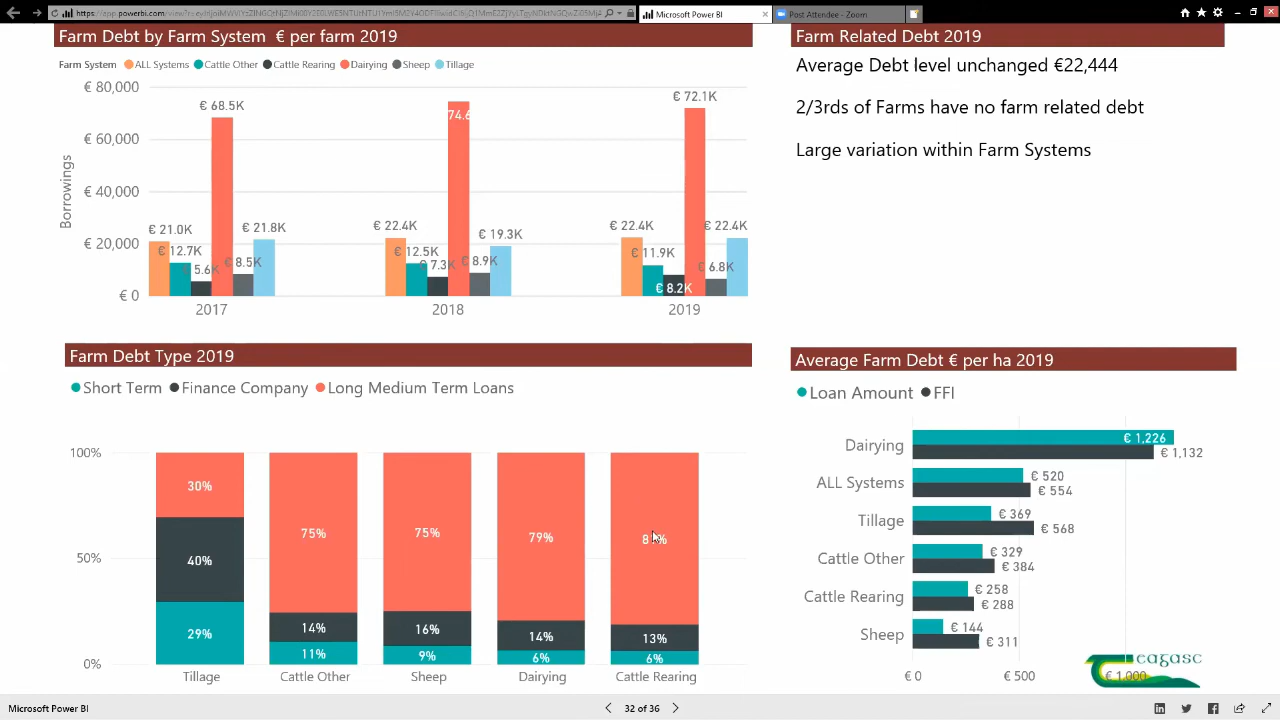 Microsoft Power BI
Post Attendee - Zoom
Farm Debt by Farm System € per farm 2019
Farm System ALL Systems Cattle Other Cattle Rearing Dairying Sheep Tillage
Borrowings
€ 80,000
€ 60,000
€ 40,000
€ 20,000
€ 0
€ 21.0K
€ 12.7K
5.6K
€ 68.5K
€ 8.5K
€ 21.8K
€ 22.4K
€ 12.5K
€ 7.3K
74.6
€ 8.9K
€ 19.3K
€ 22.4K
€ 11.9K
€ 8.2K
€ 72.1K
€ 6.8K
€ 22.4K
2017 2018 2019
Farm Related Debt 2019
Average Debt level unchanged €22,444
2/3rds of Farms have no farm related debt
Large variation within Farm Systems
Farm Debt Type 2019
Short Term Finance Company Long Medium Term Loans
100%
50%
0%
30% 75% 75% 79%
40% 14% 16% 14% 13%
29% 11% 9% 6% 6%
Tillage Cattle Other Sheep Dairying Cattle Rearing
Average Farm Debt € per ha 2019
Loan Amount FFI
Dairying € 1,226
€ 1,132
ALL Systems € 520
€ 554
Tillage € 369
€ 568
Cattle Other € 329
€ 384
Cattle Rearing € 258
€ 288
Sheep € 144
€ 311
€ 0 € 500 € 1,000
eagasc
Microsoft Power BI 32 of 36